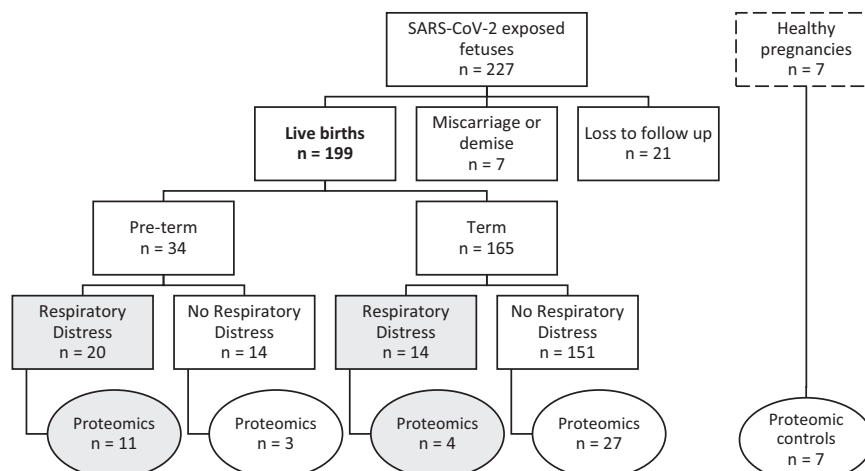 SARS-CoV-2 exposed
fetuses
n = 227
Healthy
pregnancies
n = 7
Live births
n = 199
Miscarriage or
demise
n = 7
Loss to follow up
n = 21
Pre-term
n = 34
Term
n = 165
Respiratory
Distress
n = 20
No Respiratory
Distress
n = 14
Respiratory
Distress
n = 14
No Respiratory
Distress
n = 151
Proteomics
n = 11
Proteomics
n = 3
Proteomics
n = 4
Proteomics
n = 27
Proteomic
controls
n = 7